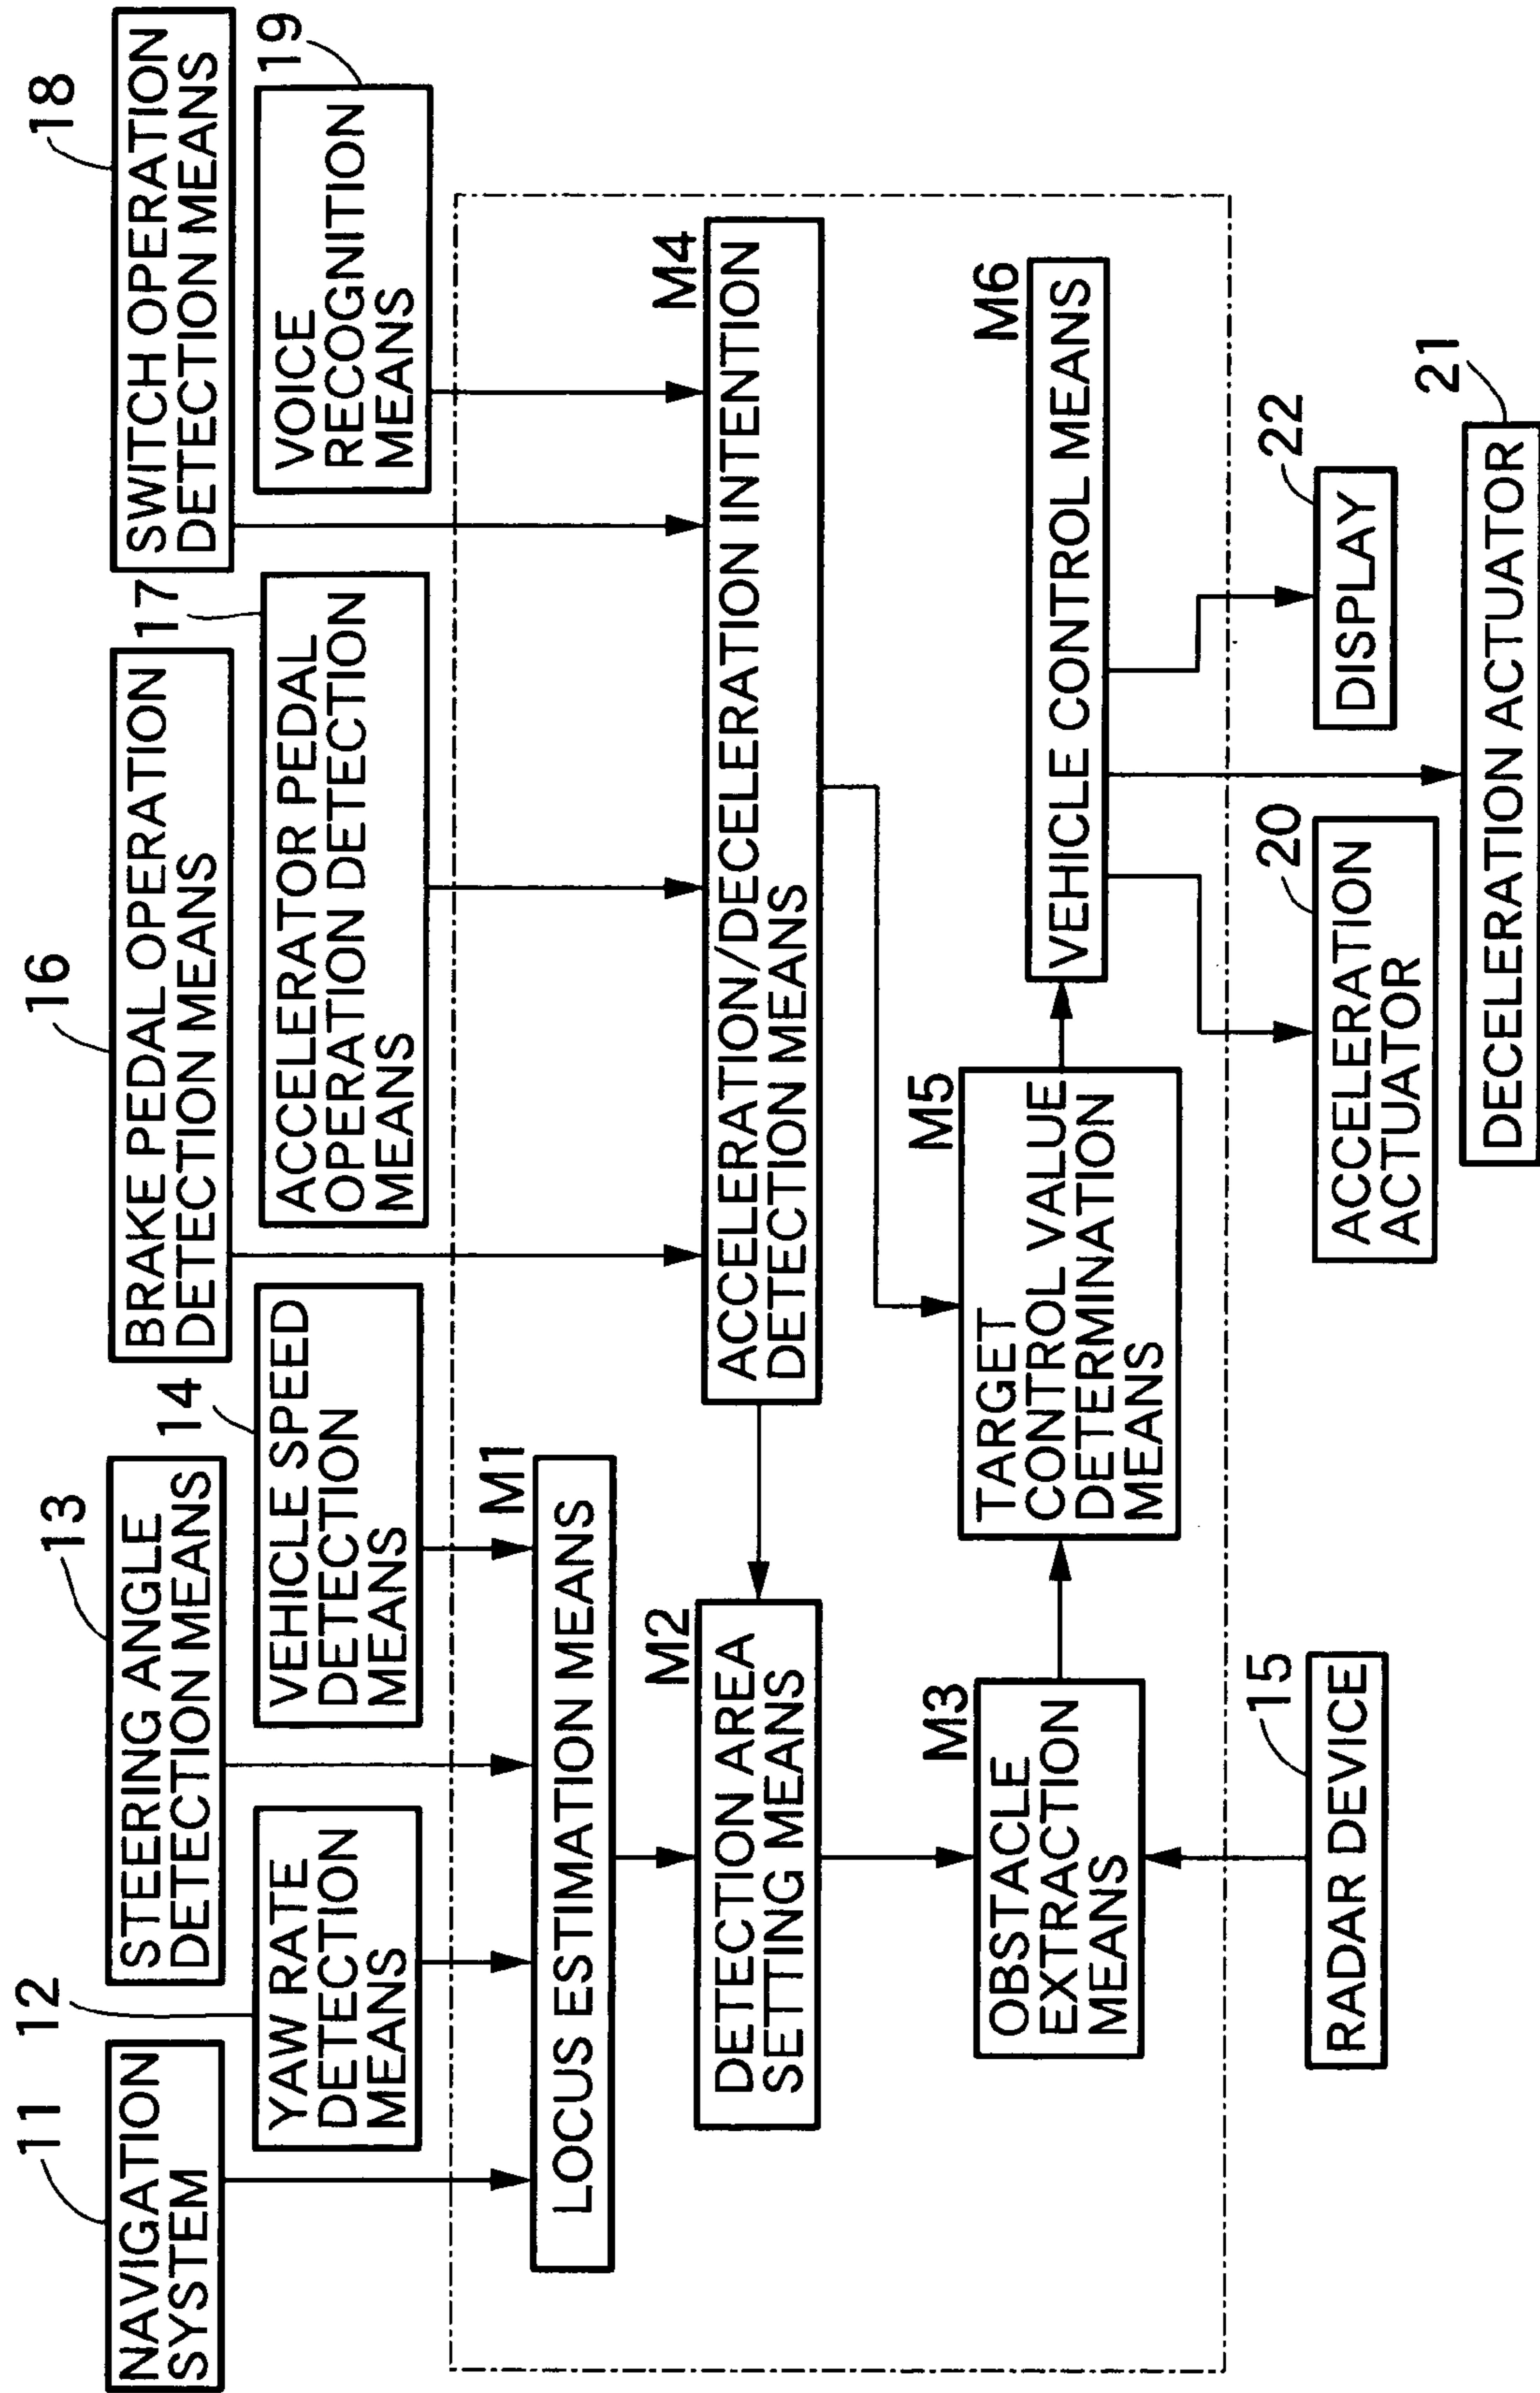 11
NAVIGATION
SYSTEM
12
YAW RATE
DETECTION
MEANS
13
STEERING ANGLE
DETECTION MEANS
14
VEHICLE SPEED
DETECTION
MEANS
16
BRAKE PEDAL OPERATION
DETECTION MEANS
17
ACCELERATOR PEDAL
OPERATION DETECTION
MEANS
18
SWITCH OPERATION
DETECTION MEANS
19
VOICE
RECOGNITION
MEANS
M1
LOCUS ESTIMATION MEANS
M2
DETECTION AREA
SETTING MEANS
M4
ACCELERATION/DECELERATION INTENTION
DETECTION MEANS
M3
OBSTACLE
EXTRACTION
MEANS
M5
TARGET
CONTROL VALUE
DETERMINATION
MEANS
M6
VEHICLE CONTROL MEANS
15
RADAR DEVICE
20
ACCELERATION
ACTUATOR
22
DISPLAY
21
DECELERATION ACTUATOR